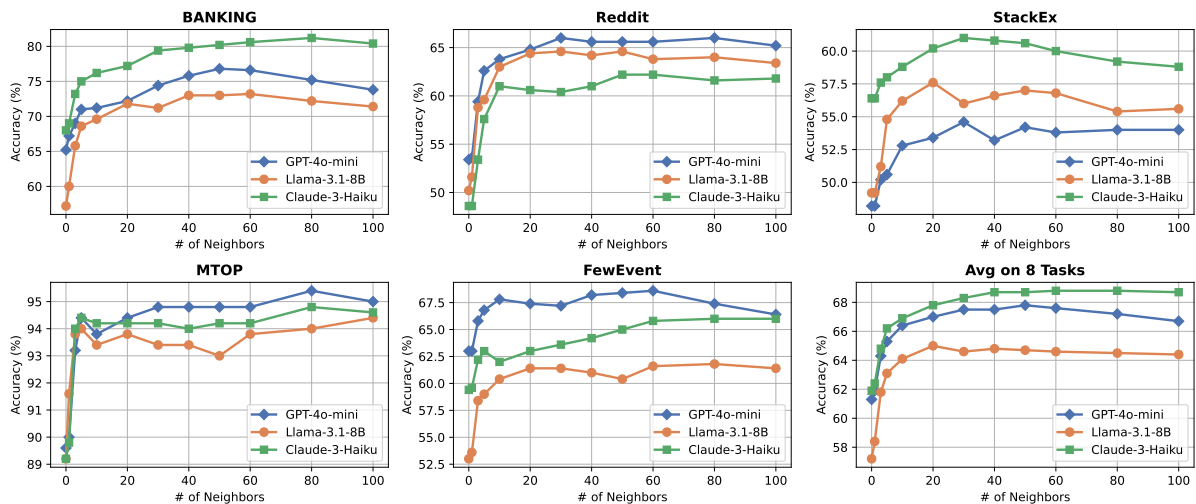 BANKING
Accuracy (%)
80
75
70
65
60
0 20 40 60 80 100
# of Neighbors
GPT-4o-mini
Llama-3.1-8B
Claude-3-Haiku
Reddit
Accuracy (%)
65
60
55
50
0 20 40 60 80 100
# of Neighbors
GPT-4o-mini
Llama-3.1-8B
Claude-3-Haiku
StackEx
Accuracy (%)
60.0
57.5
55.0
52.5
50.0
0 20 40 60 80 100
# of Neighbors
GPT-4o-mini
Llama-3.1-8B
Claude-3-Haiku
MTOP
Accuracy (%)
95
94
93
92
91
90
89
0 20 40 60 80 100
# of Neighbors
GPT-4o-mini
Llama-3.1-8B
Claude-3-Haiku
FewEvent
Accuracy (%)
67.5
65.0
62.5
60.0
57.5
55.0
52.5
0 20 40 60 80 100
# of Neighbors
GPT-4o-mini
Llama-3.1-8B
Claude-3-Haiku
Avg on 8 Tasks
Accuracy (%)
68
66
64
62
60
58
0 20 40 60 80 100
# of Neighbors
GPT-4o-mini
Llama-3.1-8B
Claude-3-Haiku